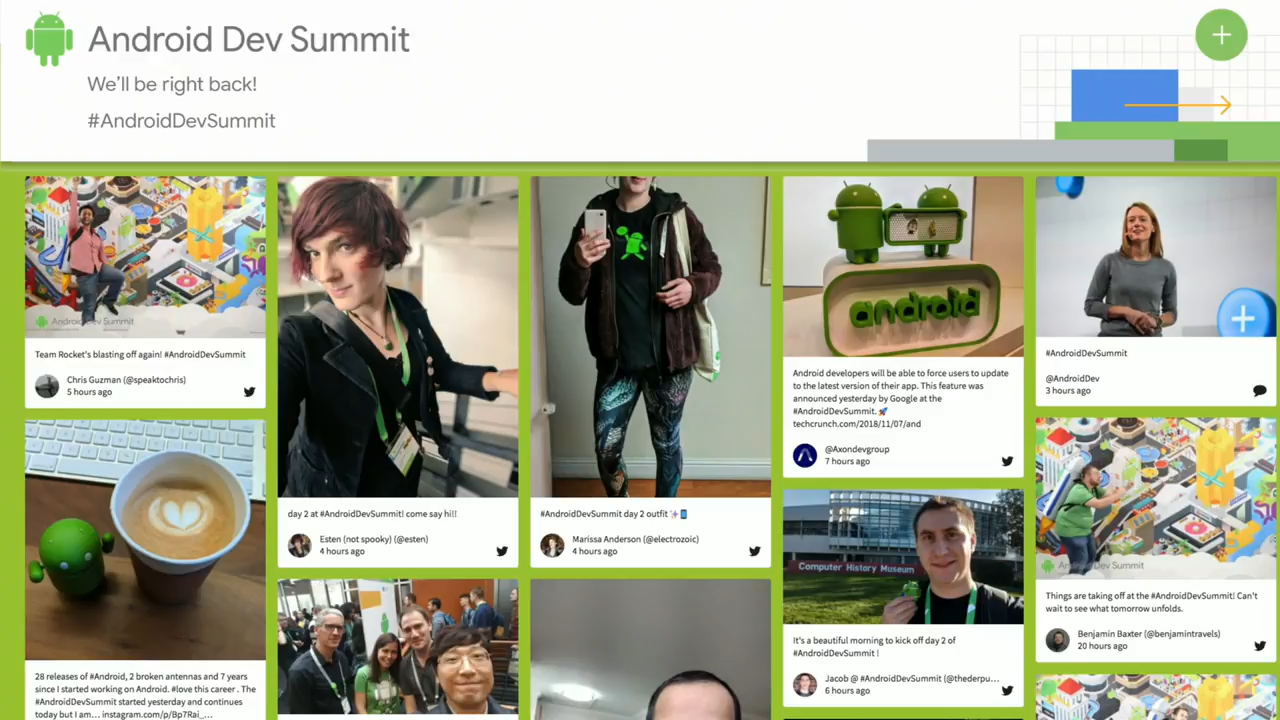 Android Dev Summit
We'll be right back!
#AndroidDevSummit
Android Dev Summit
Team Rocket's blasting off again! #AndroidDevSummit
Chris Guzman (@speaktochris)
5 hours ago
28 releases of #Android, 2 broken antennas and 7 years
since I started working on Android. #love this career . The
#AndroidDevSummit started yesterday and continues
today but I am... instagram.com/p/Bp7Rai_...
day 2 at #AndroidDevSummit! come say hi!!
Esten (not spooky) (@esten)
4 hours ago
#AndroidDevSummit day 2 outfit ✨📱
Marissa Anderson (@electrozoic)
4 hours ago
android
Android developers will be able to force users to update
to the latest version of their app. This feature was
announced yesterday by Google at the
#AndroidDevSummit. 🚀
techcrunch.com/2018/11/07/and
@Axondevgroup
7 hours ago
Computer History Museum
It's a beautiful morning to kick off day 2 of
#AndroidDevSummit !
Jacob @ #AndroidDevSummit (@thederpu...
6 hours ago
#AndroidDevSummit
@AndroidDev
3 hours ago
Android Dev Summit
Things are taking off at the #AndroidDevSummit! Can't
wait to see what tomorrow unfolds.
Benjamin Baxter (@benjamintravels)
20 hours ago